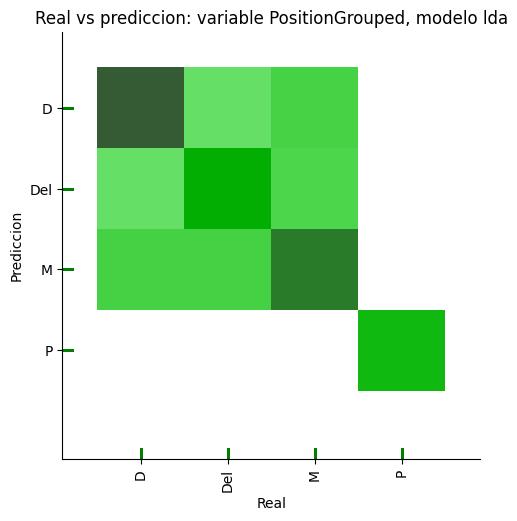 Real vs prediccion: variable PositionGrouped, modelo lda
D
Del
M
P
Prediccion
D
Del
M
P
Real